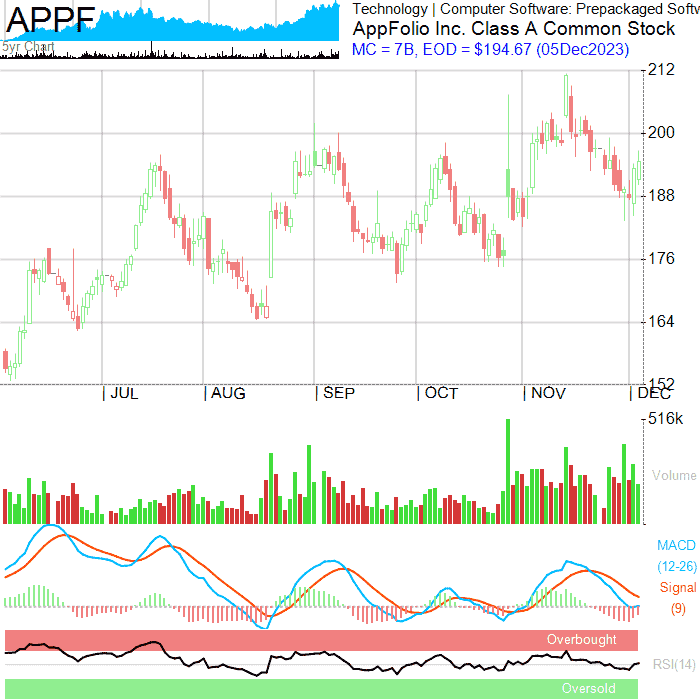 APPF
5yr Chart
Technology | Computer Software: Prepackaged Softw
AppFolio Inc. Class A Common Stock
MC = 7B, EOD = $194.67 (05Dec2023)
212
200
188
176
164
152
| JUL | AUG | SEP | OCT | NOV | DEC
516k
Volume
MACD
(12-26)
Signal
(9)
Overbought
RSI(14)
Oversold